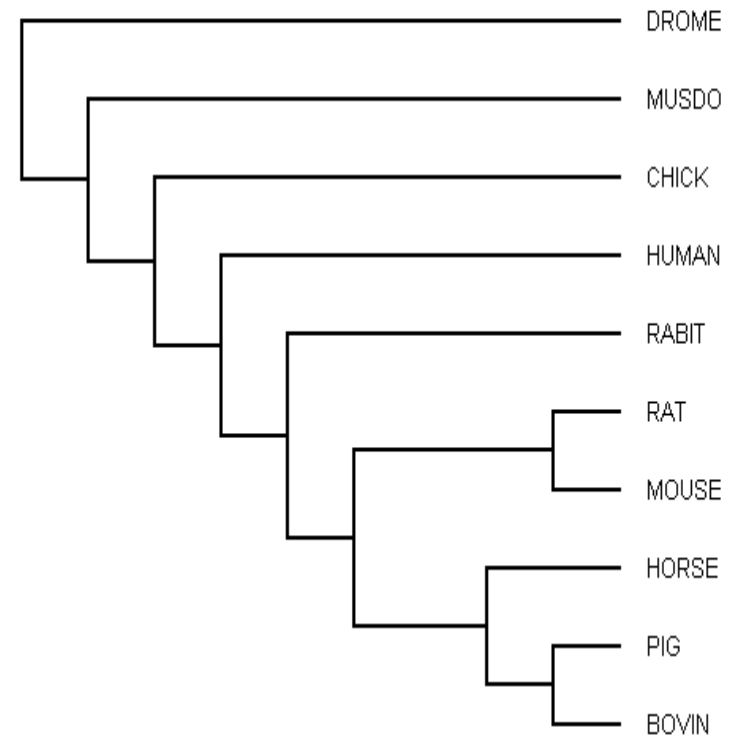 DROME
MUSDO
CHICK
HUMAN
RABIT
RAT
MOUSE
HORSE
PIG
BOVIN